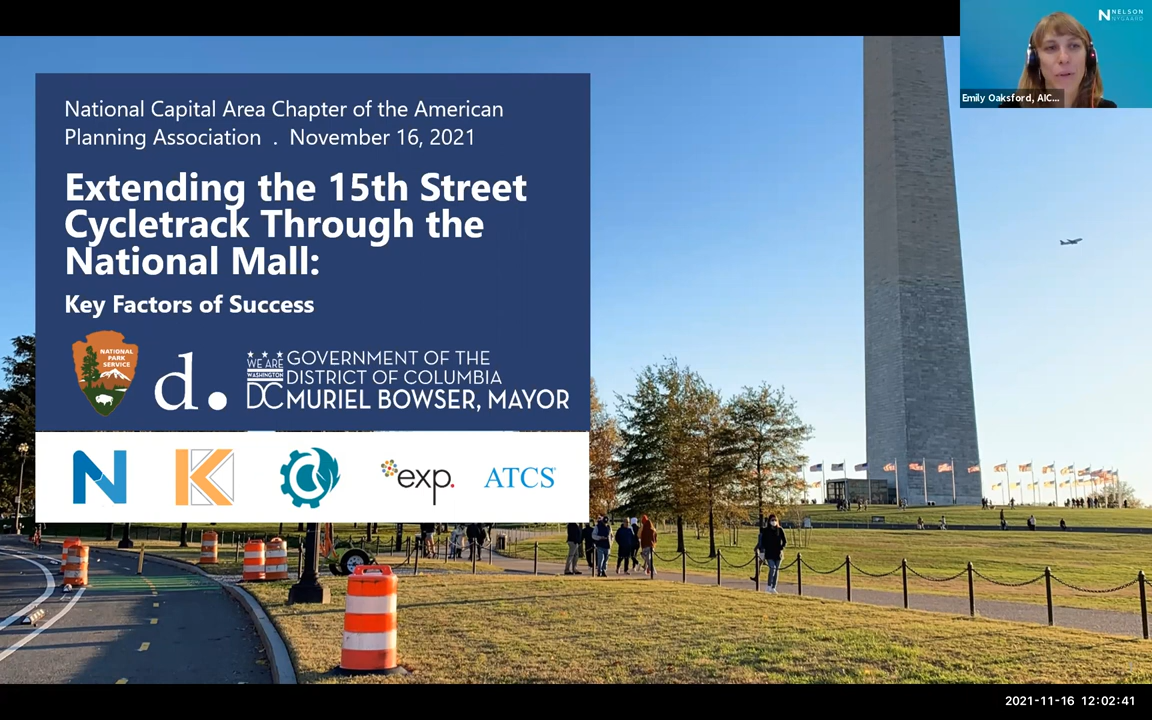 NELSON
NYGAARD
Emily Oaksford, AIC...
National Capital Area Chapter of the American
Planning Association . November 16, 2021
Extending the 15th Street
Cycletrack Through the
National Mall:
Key Factors of Success
NATIONAL
PARK
SERVICE
d.
WE ARE
WASHINGTON
DC
GOVERNMENT OF THE
DISTRICT OF COLUMBIA
MURIEL BOWSER, MAYOR
N K exp. ATCS
2021-11-16 12:02:41